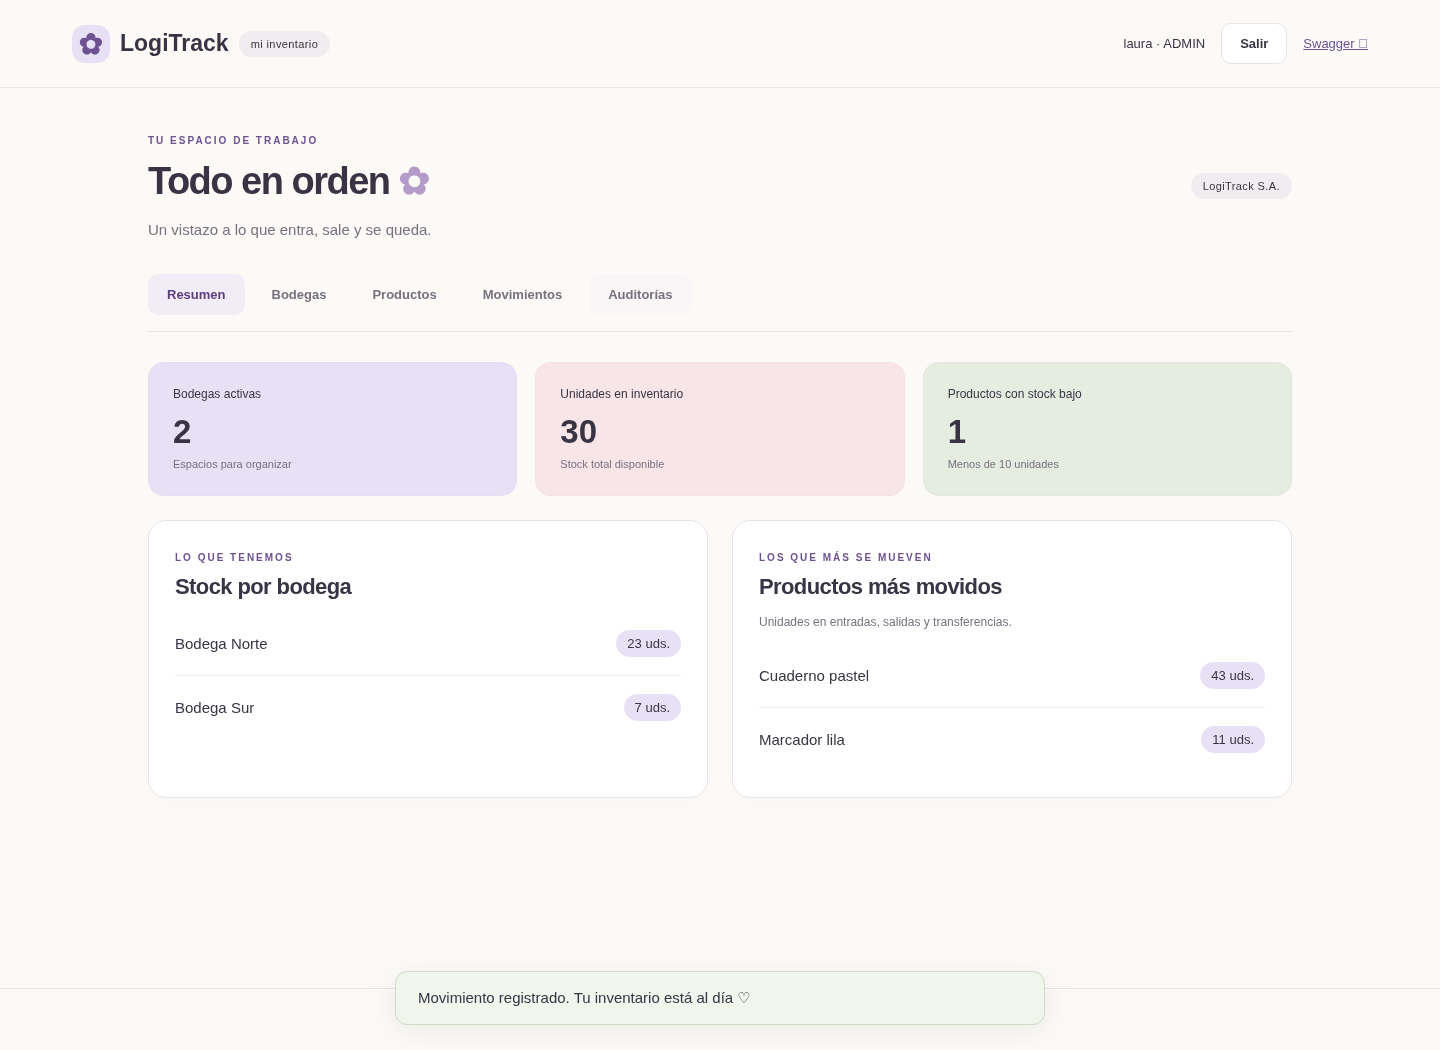 ✿ LogiTrack mi inventario
laura · ADMIN Salir Swagger
TU ESPACIO DE TRABAJO
Todo en orden ✿
LogiTrack S.A.
Un vistazo a lo que entra, sale y se queda.
Resumen Bodegas Productos Movimientos Auditorías
Bodegas activas
2
Espacios para organizar
Unidades en inventario
30
Stock total disponible
Productos con stock bajo
1
Menos de 10 unidades
LO QUE TENEMOS
Stock por bodega
Bodega Norte 23 uds.
Bodega Sur 7 uds.
LOS QUE MÁS SE MUEVEN
Productos más movidos
Unidades en entradas, salidas y transferencias.
Cuaderno pastel 43 uds.
Marcador lila 11 uds.
Movimiento registrado. Tu inventario está al día ♡